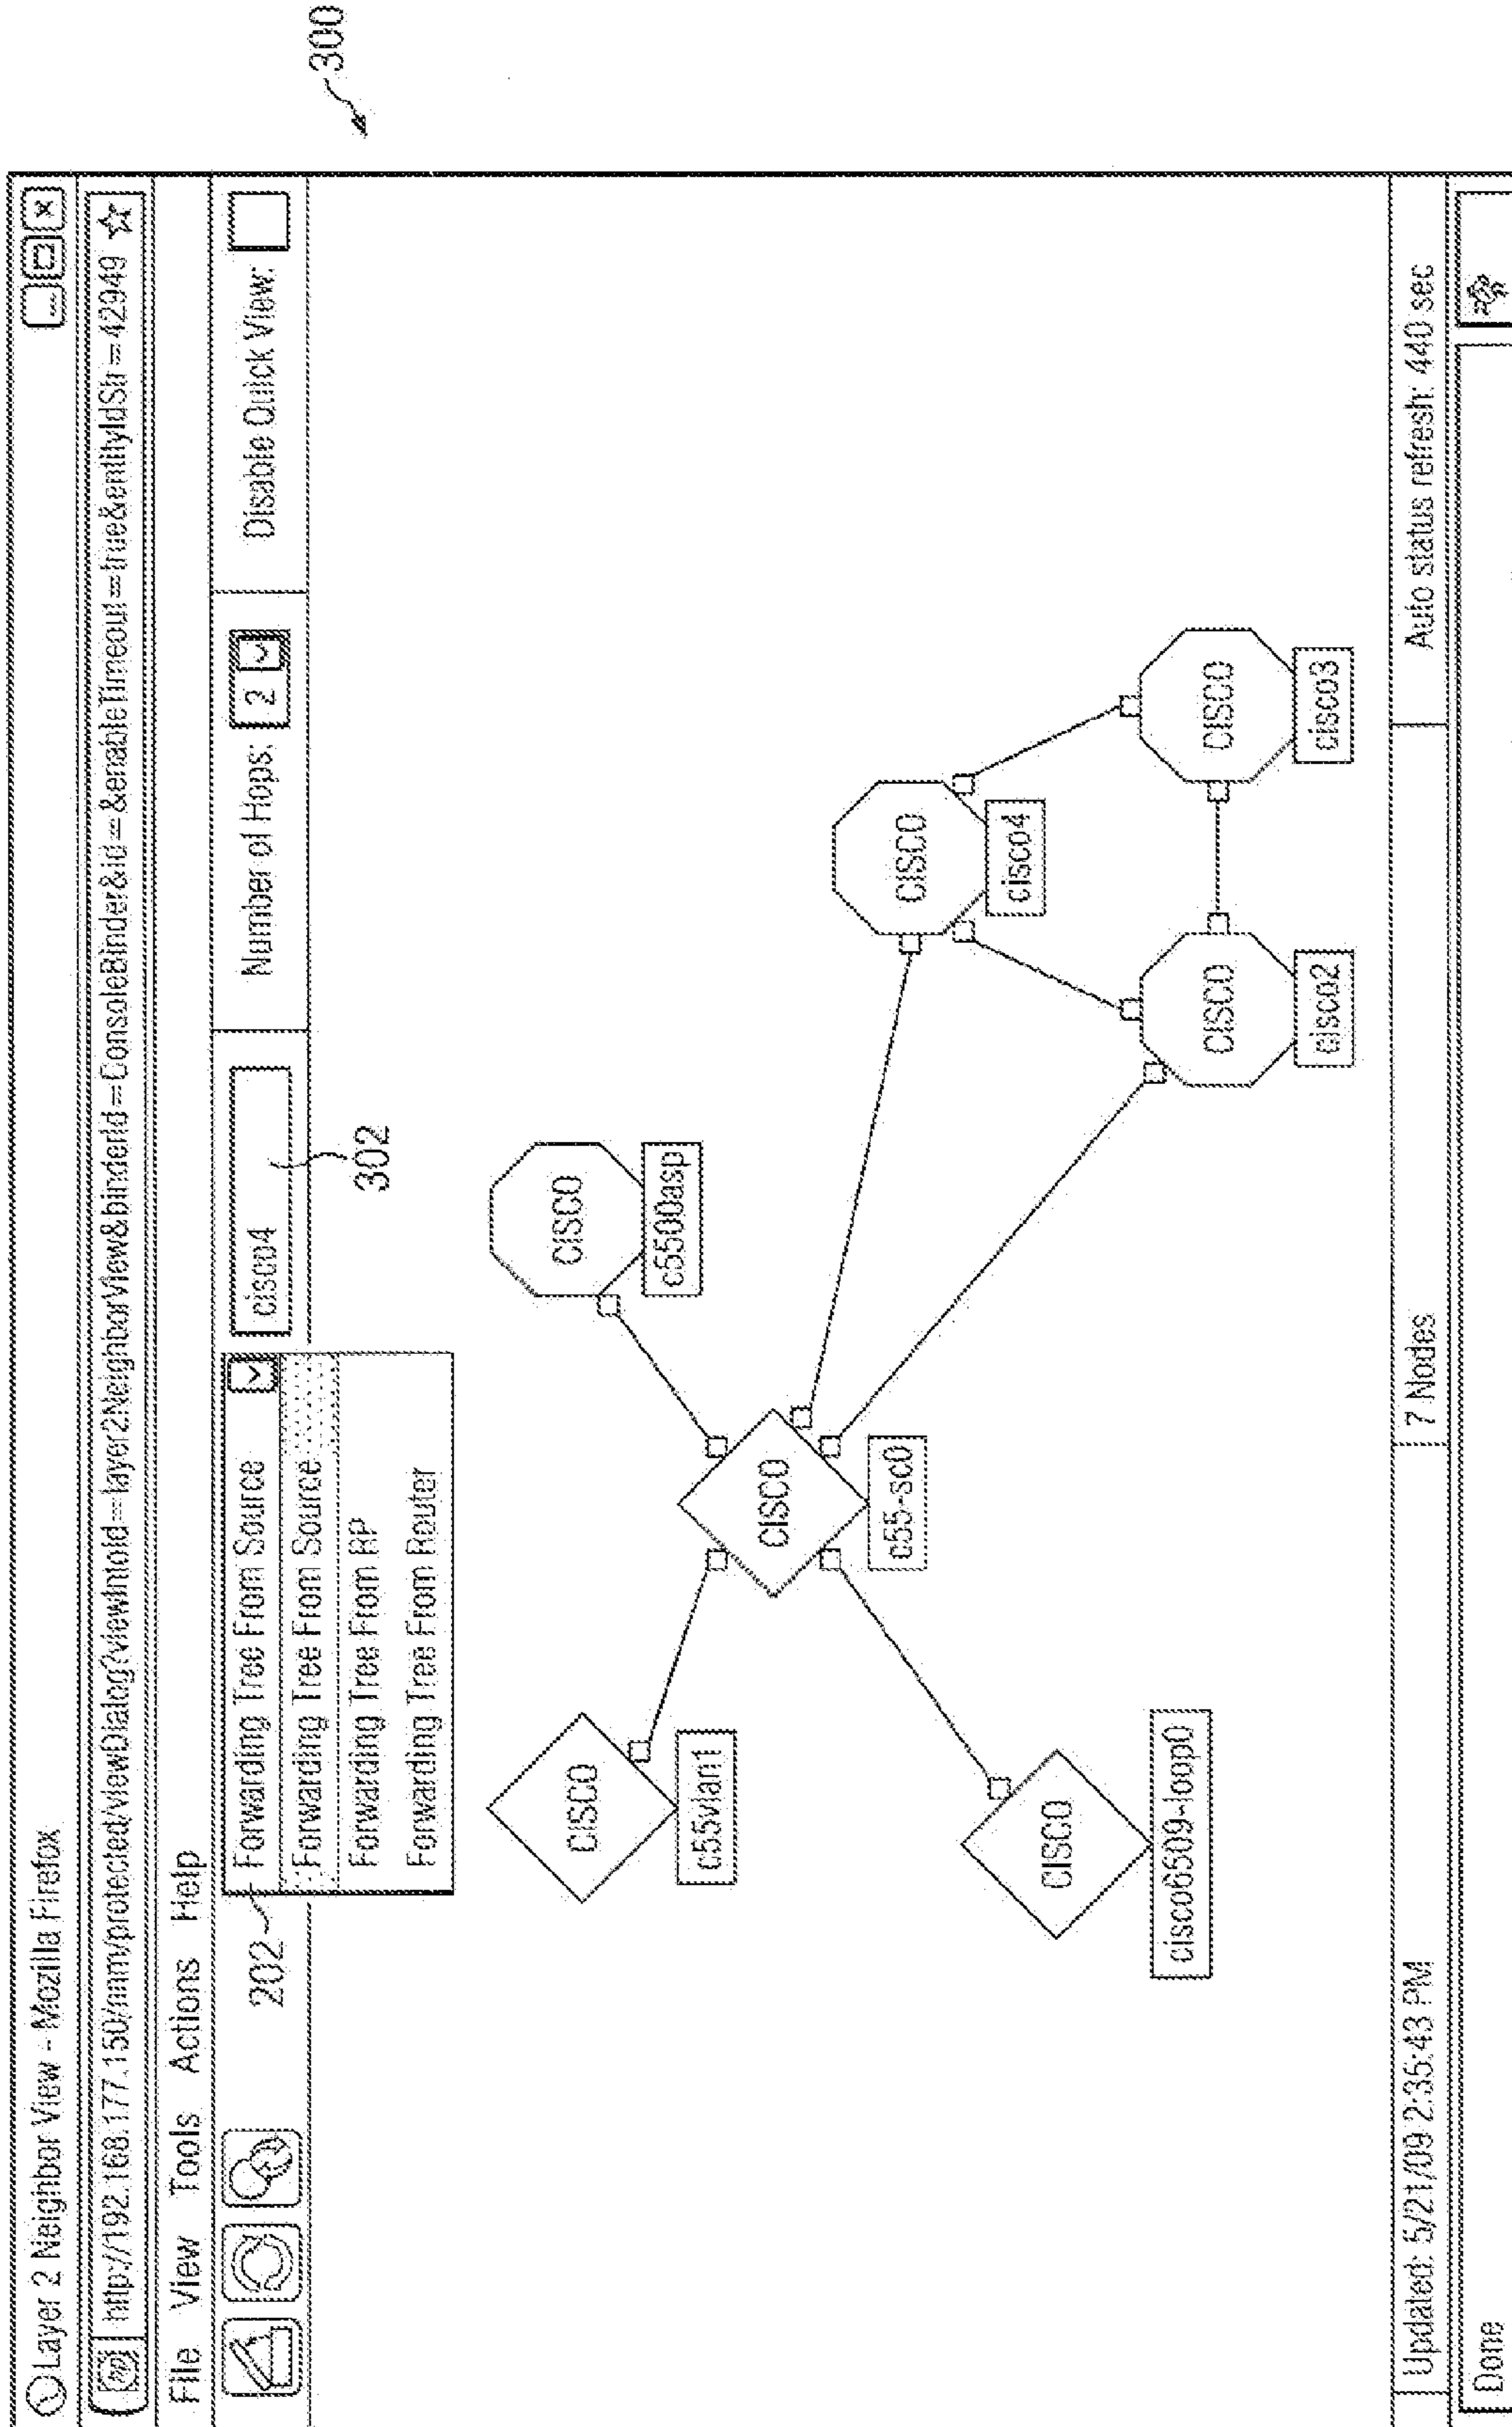 Layer 2 Neighbor View - Mozilla Firefox
http://192.168.177.150/nnm/protected/viewDialog?viewInfoId=layer2NeighborView&binderId=ConsoleBinder&id=&enableTimeout=true&entityIdStr=42949
File View Tools Actions Help
202
Forwarding Tree From Source
cisco4
Number of Hops: 2
Disable Quick View:
Forwarding Tree From Source
Forwarding Tree From RP
Forwarding Tree From Router
302
300
CISCO
c55vlan1
CISCO
c5500asp
CISCO
c55-sc0
CISCO
cisco4
CISCO
cisco6509-loop0
CISCO
cisco2
CISCO
cisco3
Updated: 5/21/09 2:35:43 PM
7 Nodes
Auto status refresh: 440 sec
Done